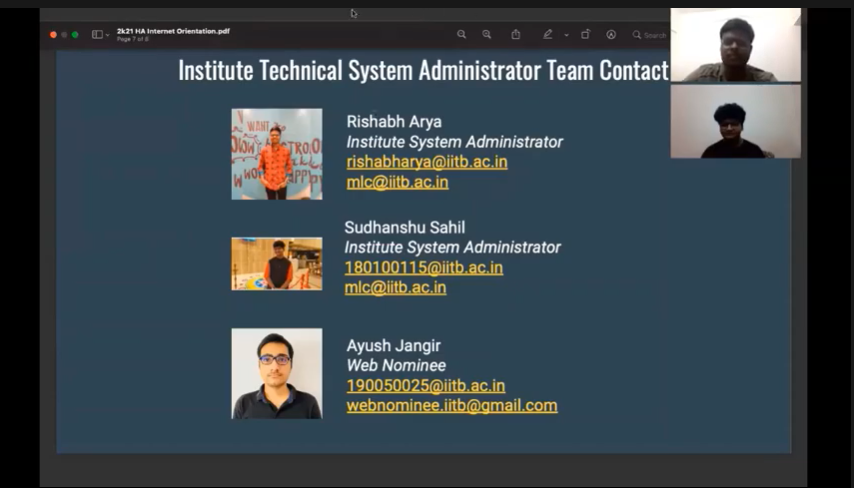 2k21 HA Internet Orientation.pdf
Page 7 of 8
Search
Institute Technical System Administrator Team Contact
WANT
Rishabh Arya
Institute System Administrator
rishabharya@iitb.ac.in
mlc@iitb.ac.in
Sudhanshu Sahil
Institute System Administrator
180100115@iitb.ac.in
mlc@iitb.ac.in
Ayush Jangir
Web Nominee
190050025@iitb.ac.in
webnominee.iitb@gmail.com